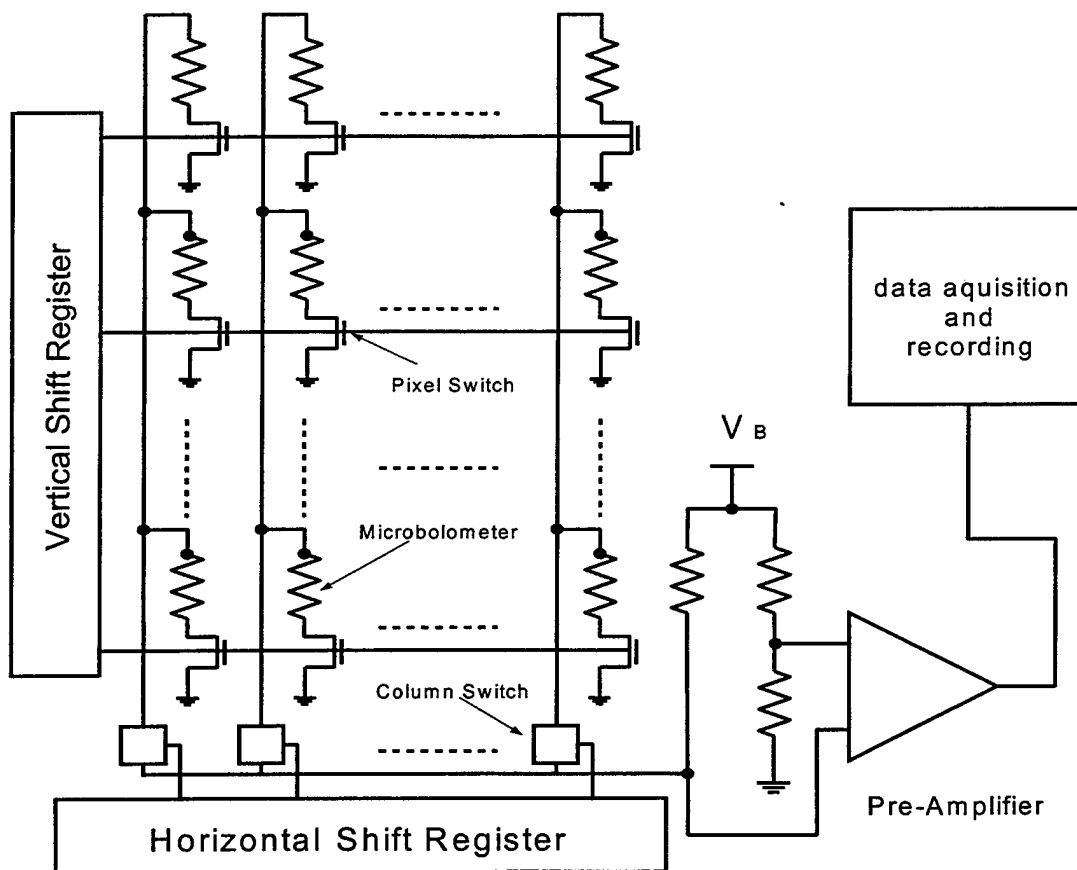 Vertical Shift Register
Pixel Switch
Microbolometer
Column Switch
Horizontal Shift Register
V B
data aquisition
and
recording
Pre-Amplifier